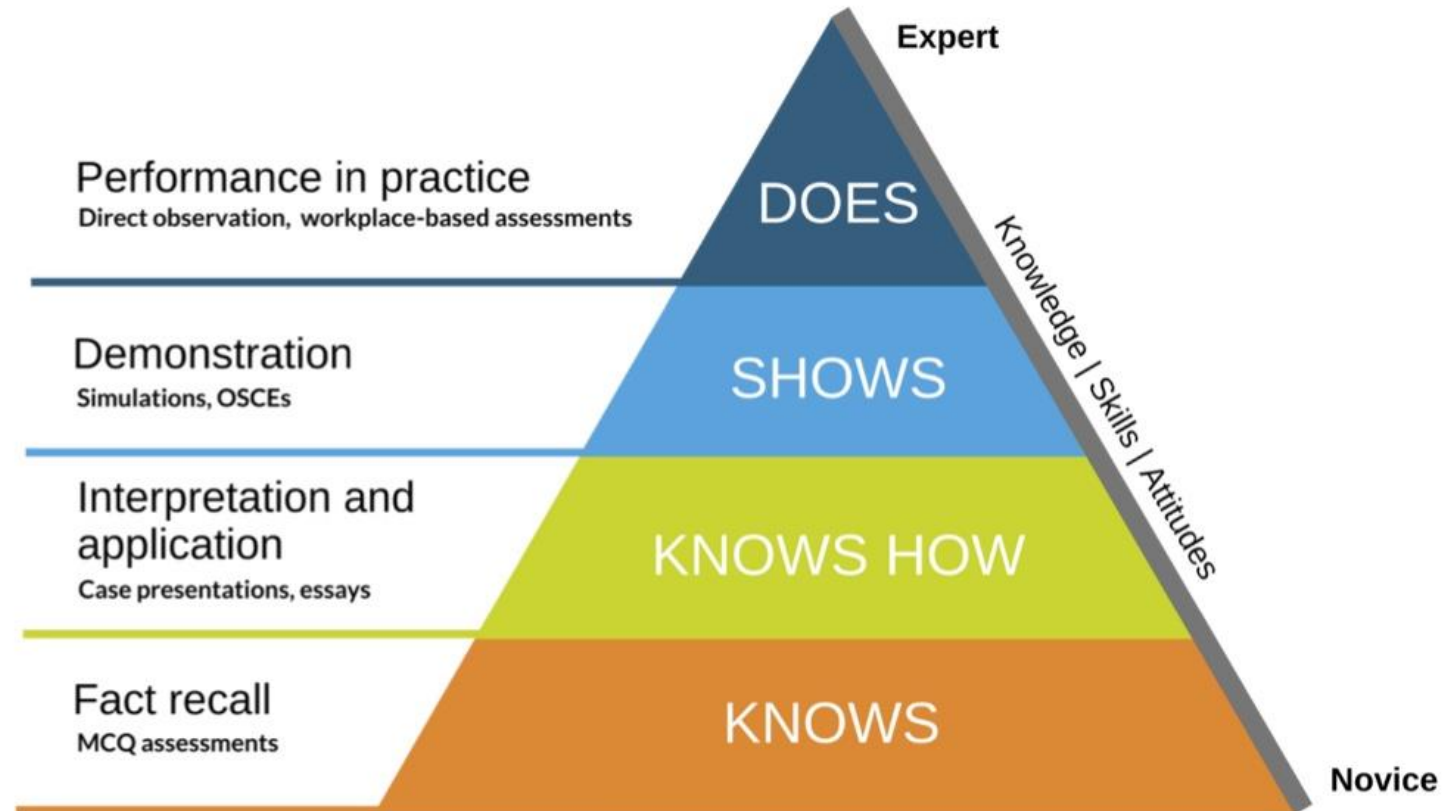 Expert
Performance in practice
Direct observation, workplace-based assessments
DOES
Knowledge | Skills | Attitudes
Demonstration
Simulations, OSCEs
SHOWS
Interpretation and
application
Case presentations, essays
KNOWS HOW
Fact recall
MCQ assessments
KNOWS
Novice